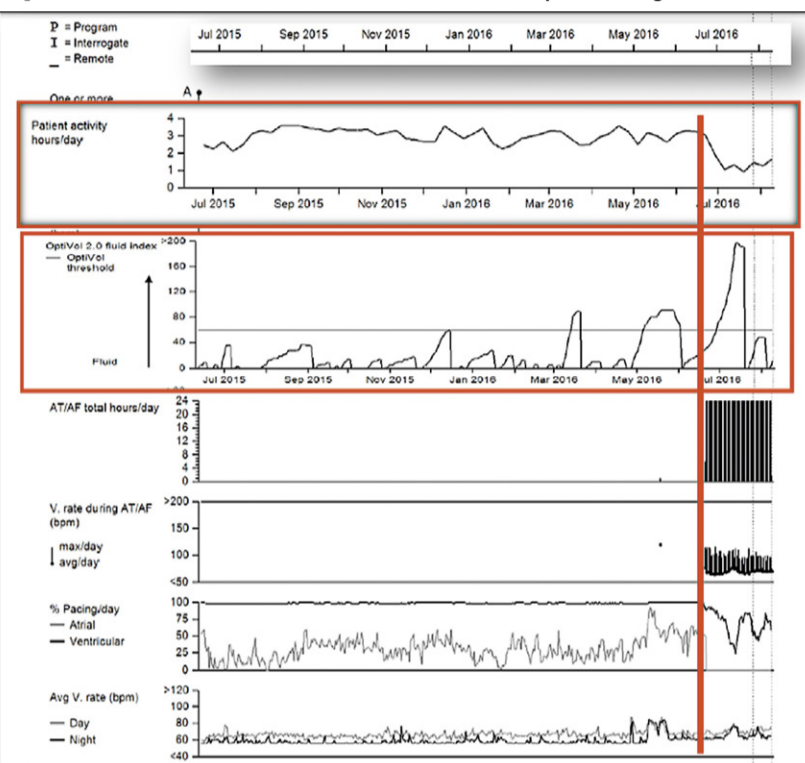 P = Program
I = Interrogate
_ = Remote
Jul 2015 Sep 2015 Nov 2015 Jan 2016 Mar 2016 May 2016 Jul 2016
One or more
A
Patient activity
hours/day
4
3
2
1
0
Jul 2015 Sep 2015 Nov 2015 Jan 2016 Mar 2016 May 2016 Jul 2016
OptiVol 2.0 fluid index
OptiVol
threshold
Fluid
>200
160
120
80
40
0
Jul 2015 Sep 2015 Nov 2015 Jan 2016 Mar 2016 May 2016 Jul 2016
AT/AF total hours/day
24
20
16
12
8
4
0
V. rate during AT/AF
(bpm)
max/day
avg/day
>200
150
100
<50
% Pacing/day
Atrial
Ventricular
100
75
50
25
0
Avg V. rate (bpm)
Day
Night
>120
100
80
60
<40